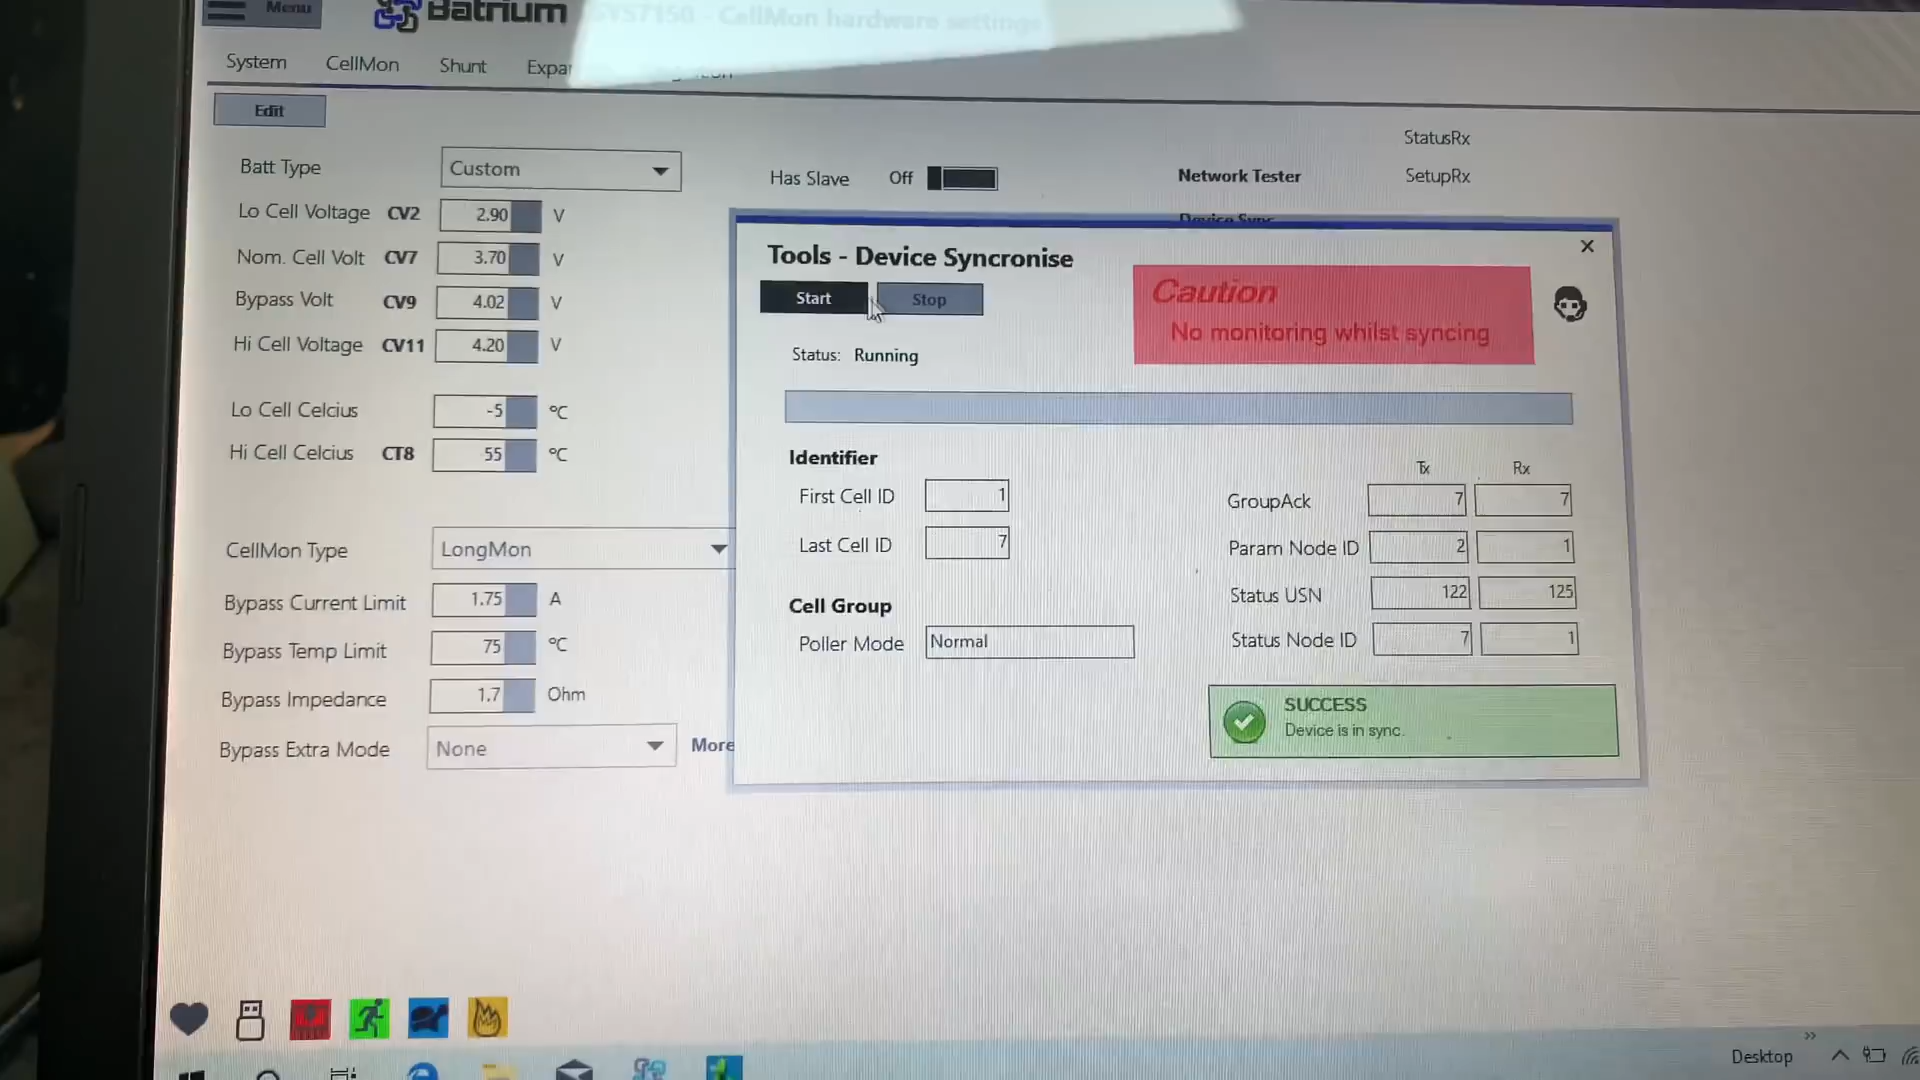 Menu
Batrium
SYS7150 - CellMon hardware settings
System CellMon Shunt
Edit
StatusRx
Batt Type Custom
Has Slave Off
Network Tester SetupRx
Lo Cell Voltage CV2 2.90 V
Device Sync
Nom. Cell Volt CV7 3.70 V
Bypass Volt CV9 4.02 V
Hi Cell Voltage CV11 4.20 V
Lo Cell Celcius -5 °C
Hi Cell Celcius CT8 55 °C
CellMon Type LongMon
Bypass Current Limit 1.75 A
Bypass Temp Limit 75 °C
Bypass Impedance 1.7 Ohm
Bypass Extra Mode None More
Tools - Device Syncronise
Start Stop
Caution
No monitoring whilst syncing
Status: Running
Identifier
First Cell ID 1
Last Cell ID 7
Cell Group
Poller Mode Normal
Tx Rx
GroupAck 7 7
Param Node ID 2 1
Status USN 122 125
Status Node ID 7 1
SUCCESS
Device is in sync.
Desktop